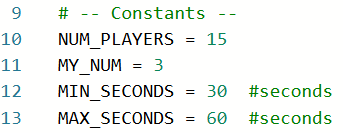 9 # -- Constants --
10 NUM_PLAYERS = 15
11 MY_NUM = 3
12 MIN_SECONDS = 30 #seconds
13 MAX_SECONDS = 60 #seconds